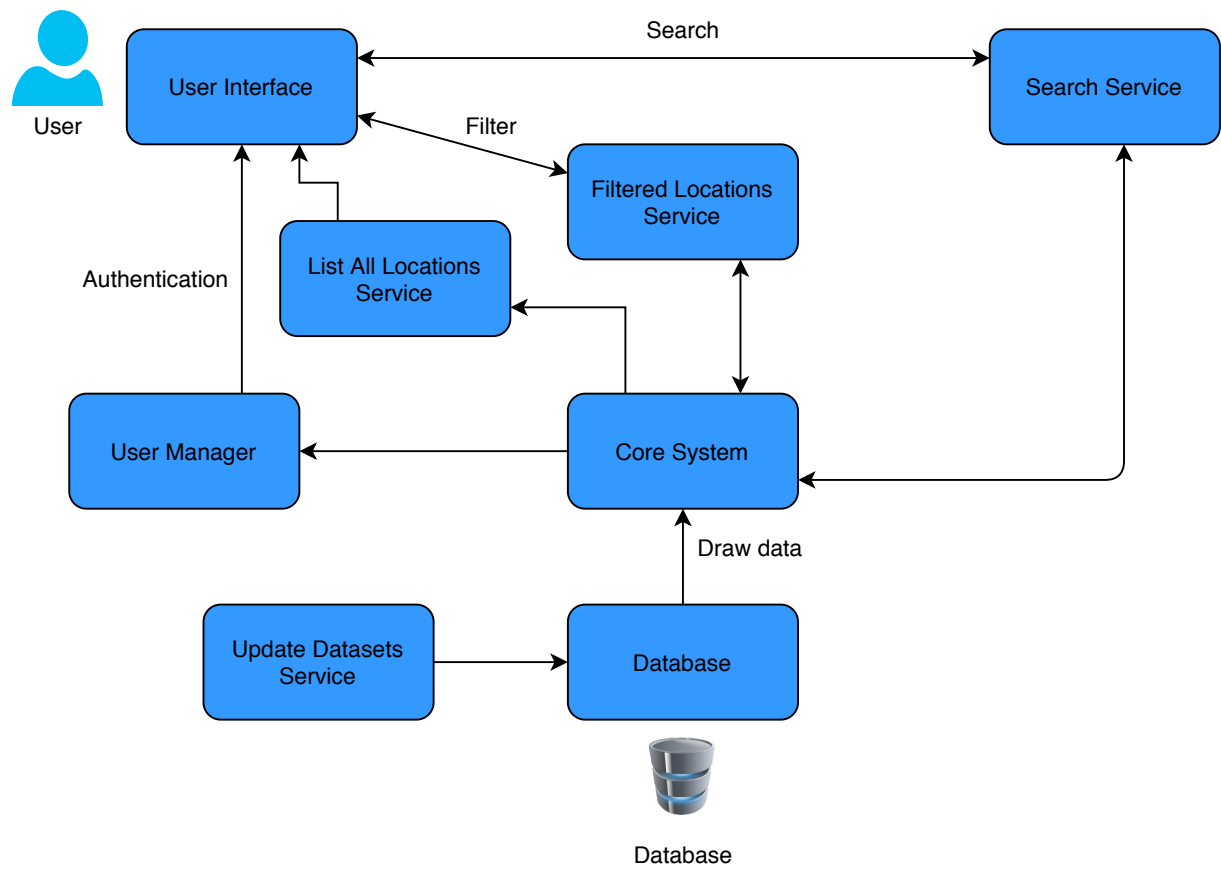 Search
User Interface
Search Service
User
Filter
Filtered Locations
Service
List All Locations
Service
Authentication
User Manager
Core System
Draw data
Update Datasets
Service
Database
Database